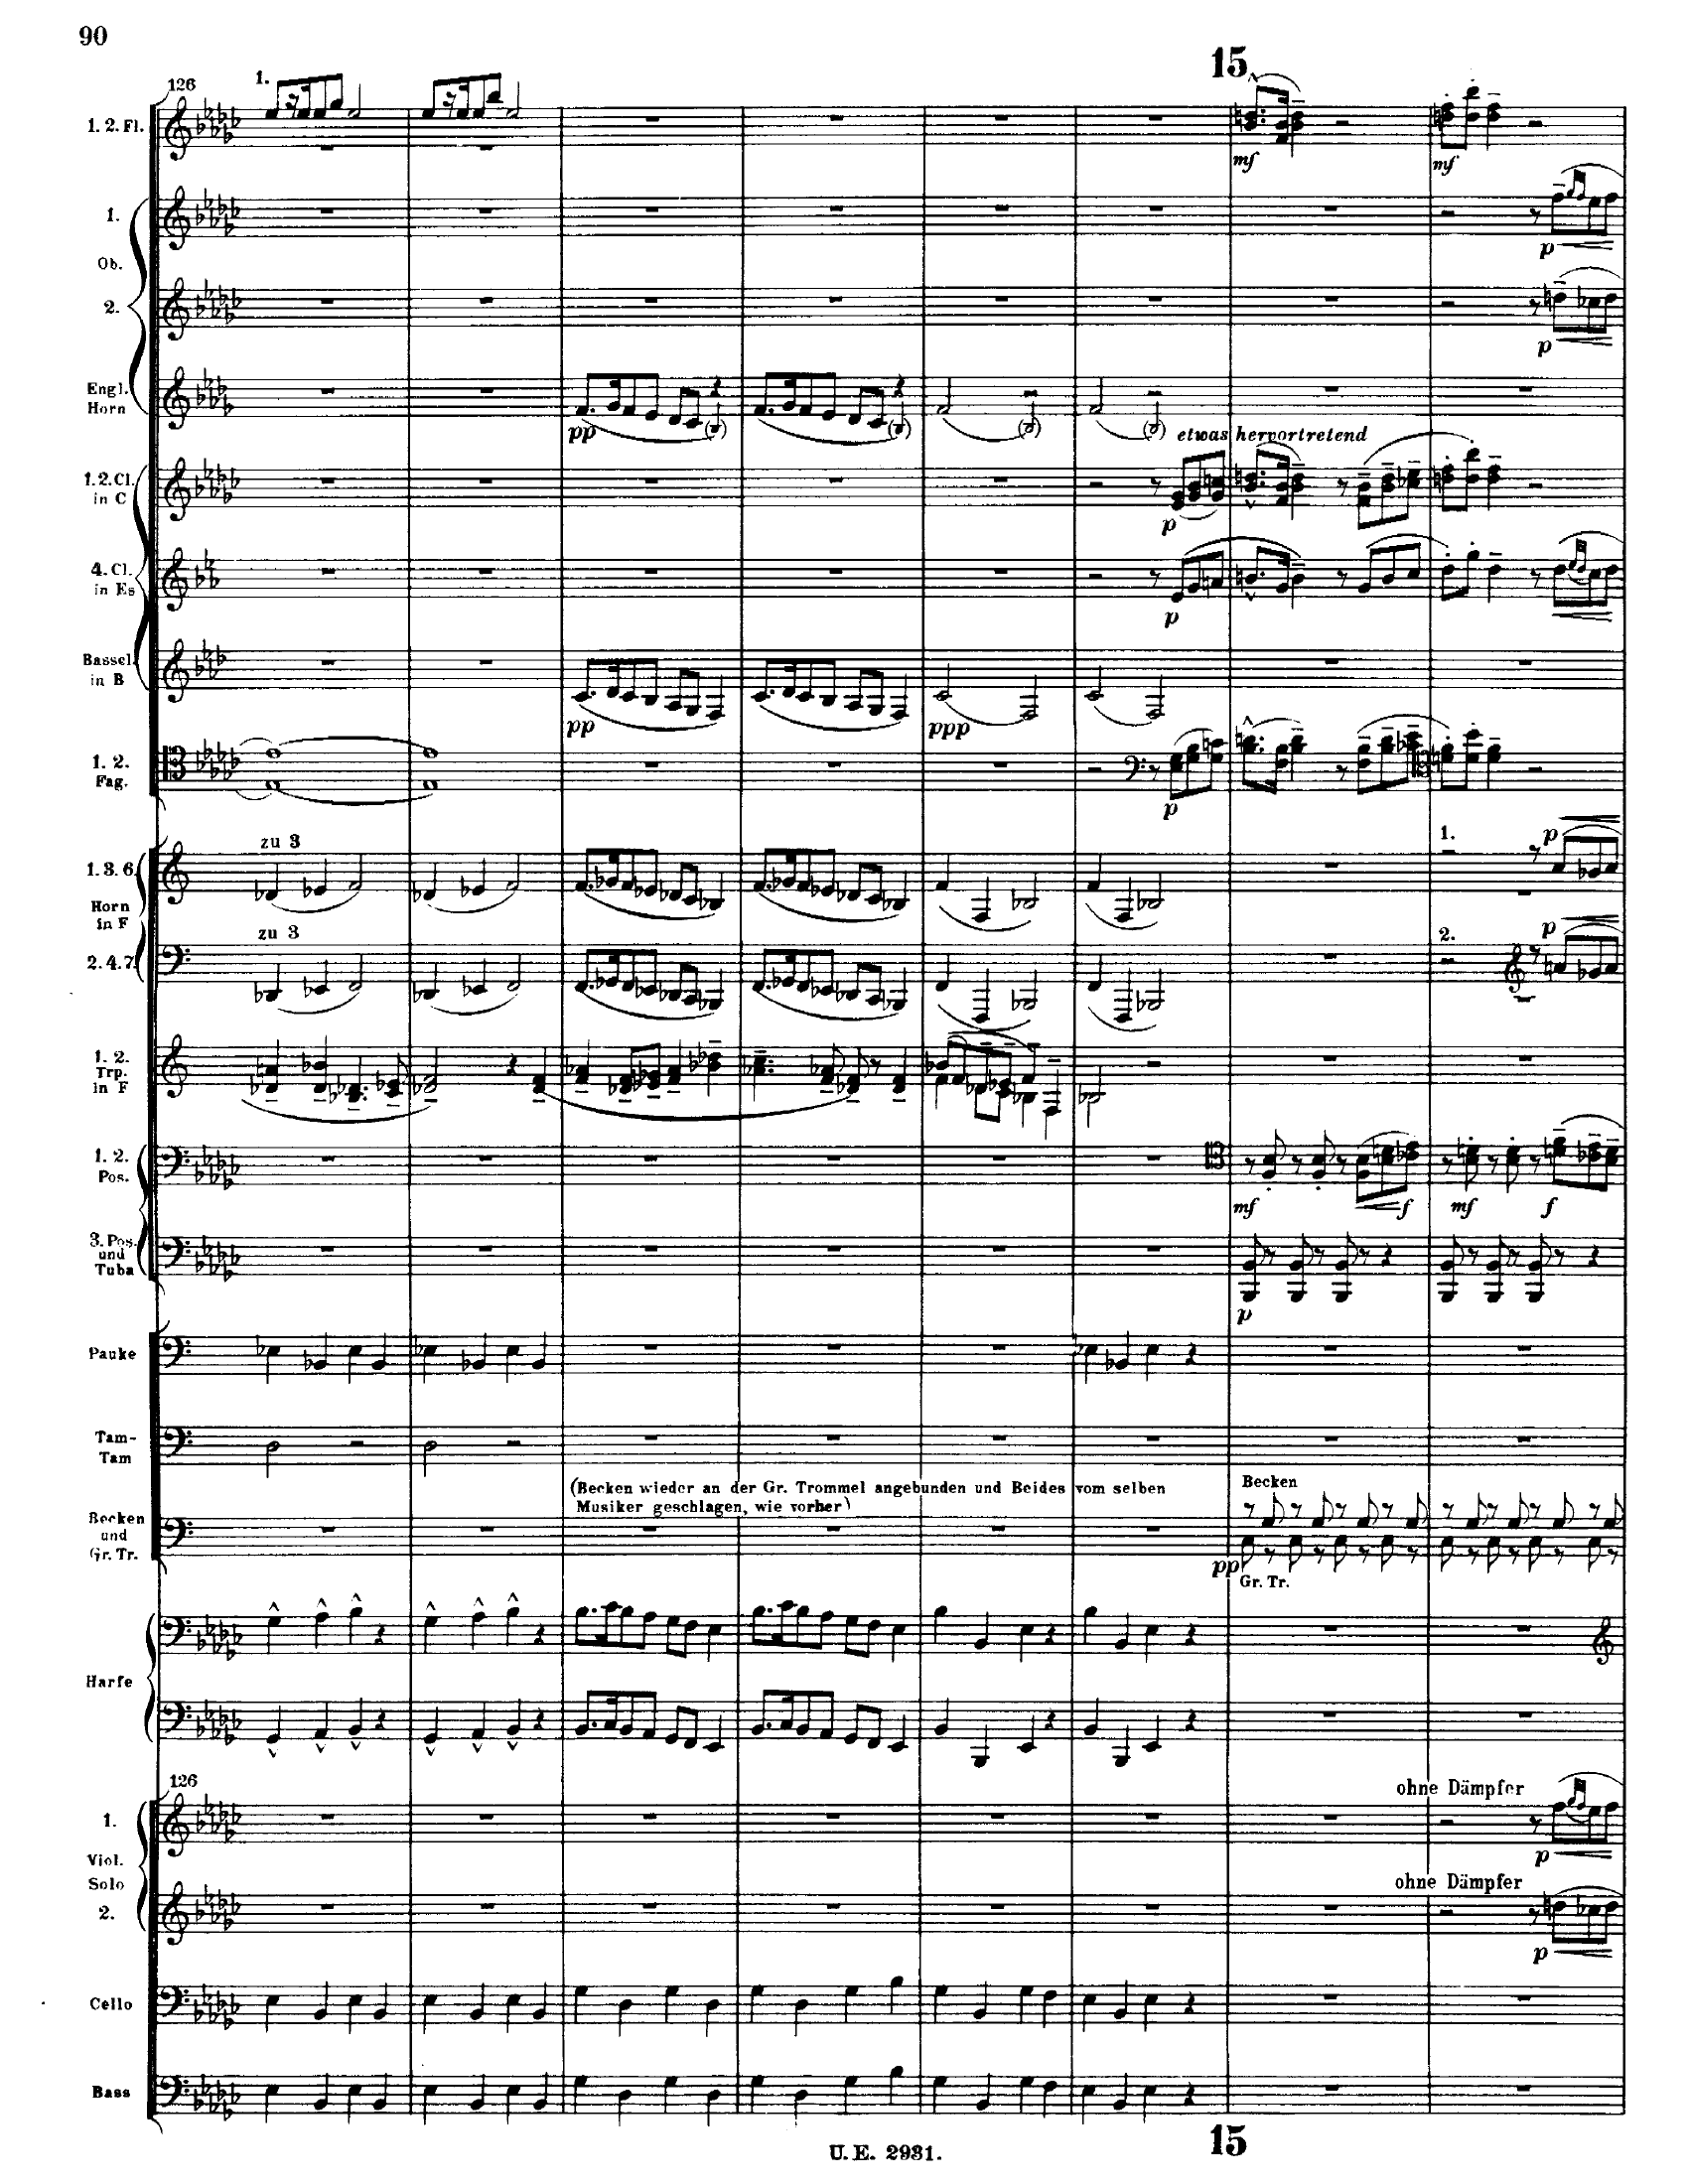 90
15
126
1.
1. 2. Fl.
mf
mf
1.
p
Ob.
2.
p
Engl.
Horn
pp
etwas hervortretend
1.2. Cl.
in C
p
4. Cl.
in Es
p
Basscl.
in B
pp
ppp
1. 2.
Fag.
p
zu 3
1.
p
1. 3. 6.
Horn
in F
zu 3
2.
p
2. 4. 7.
1. 2.
Trp.
in F
1. 2.
Pos.
mf
f
mf
f
3. Pos.
und
Tuba
p
Pauke
Tam-
Tam
(Becken wieder an der Gr. Trommel angebunden und Beides vom selben
Musiker geschlagen, wie vorher)
Becken
Becken
und
Gr. Tr.
pp
Gr. Tr.
Harfe
126
ohne Dämpfer
1.
p
Viol.
Solo
ohne Dämpfer
2.
p
Cello
Bass
15
U. E. 2931.